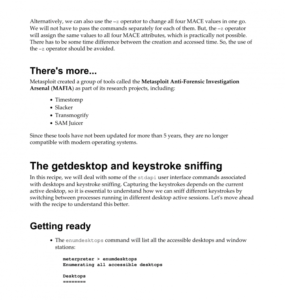 Alternatively, we can also use the -z operator to change all four MACE values in one go.
We will not have to pass the commands separately for each of them. But, the -z operator
will assign the same values to all four MACE attributes, which is practically not possible.
There has to be some time difference between the creation and accessed time. So, the use of
the -z operator should be avoided.
There's more...
Metasploit created a group of tools called the Metasploit Anti-Forensic Investigation
Arsenal (MAFIA) as part of its research projects, including:
• Timestomp
• Slacker
• Transmogrify
• SAM Juicer
Since these tools have not been updated for more than 5 years, they are no longer
compatible with modern operating systems.
The getdesktop and keystroke sniffing
In this recipe, we will deal with some of the stdapi user interface commands associated
with desktops and keystroke sniffing. Capturing the keystrokes depends on the current
active desktop, so it is essential to understand how we can sniff different keystrokes by
switching between processes running in different desktop active sessions. Let's move ahead
with the recipe to understand this better.
Getting ready
• The enumdesktops command will list all the accessible desktops and window
stations:
meterpreter > enumdesktops
Enumerating all accessible desktops
Desktops
========